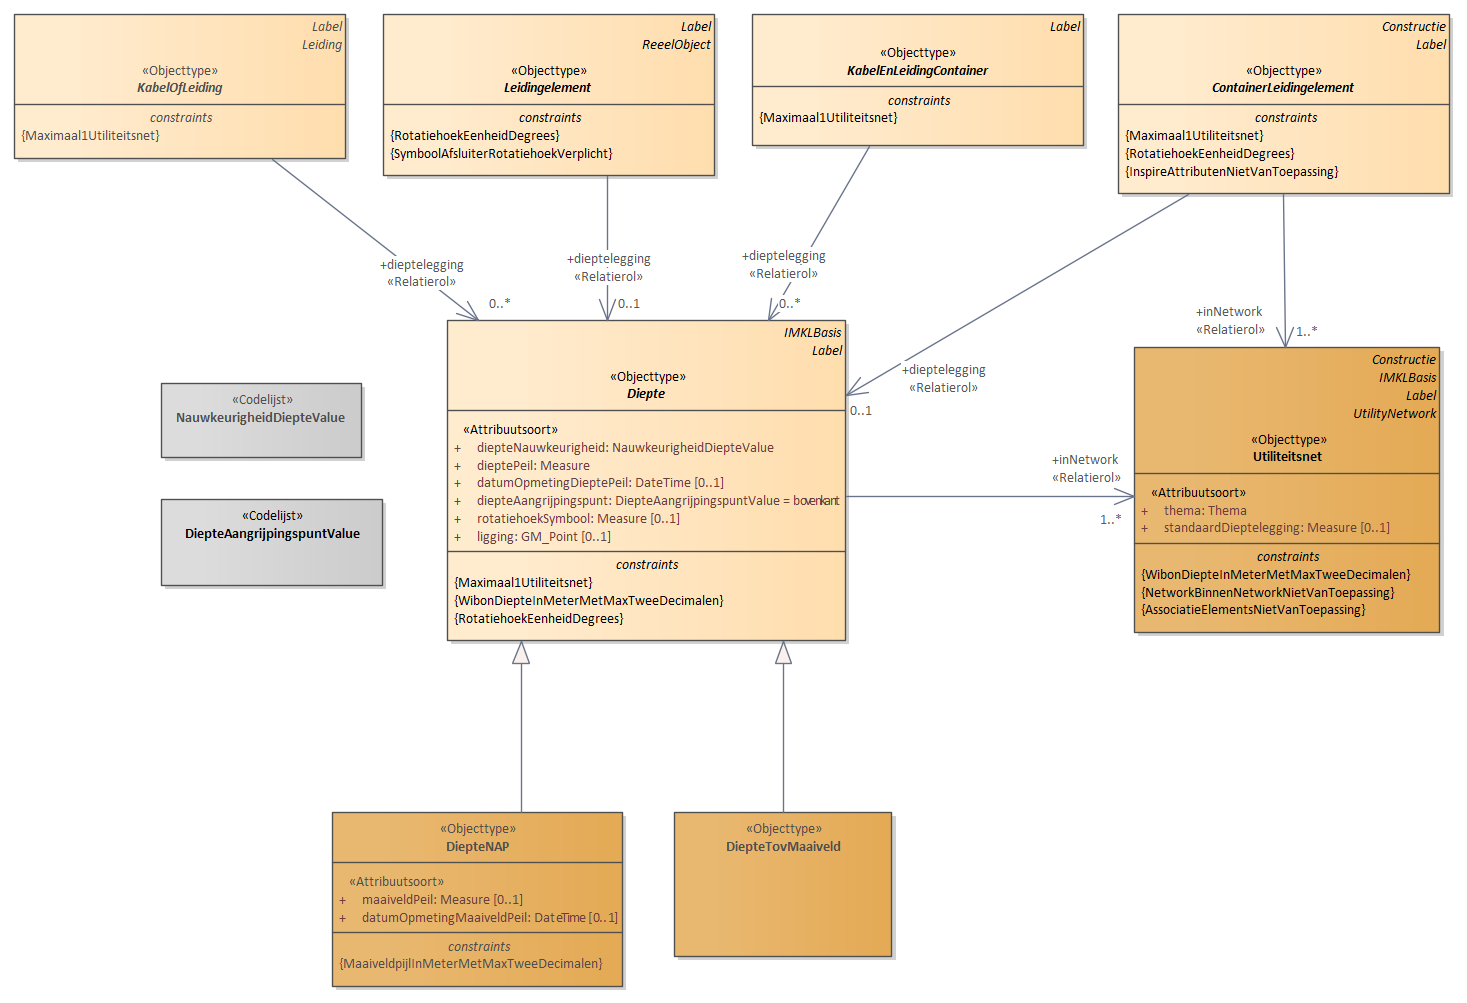 Label
Leiding
«Objecttype»
KabelOfLeiding
constraints
{Maximaal1Utiliteitsnet}
Label
ReeelObject
«Objecttype»
Leidingelement
constraints
{RotatiehoekEenheidDegrees}
{SymboolAfsluiterRotatiehoekVerplicht}
Label
«Objecttype»
KabelEnLeidingContainer
constraints
{Maximaal1Utiliteitsnet}
Constructie
Label
«Objecttype»
ContainerLeidingelement
constraints
{Maximaal1Utiliteitsnet}
{RotatiehoekEenheidDegrees}
{InspireAttributenNietVanToepassing}
+dieptelegging
«Relatierol»
0..*
+dieptelegging
«Relatierol»
0..1
+dieptelegging
«Relatierol»
0..*
+dieptelegging
«Relatierol»
0..1
+inNetwork
«Relatierol»
1..*
IMKLBasis
Label
«Objecttype»
Diepte
«Attribuutsoort»
+ diepteNauwkeurigheid: NauwkeurigheidDiepteValue
+ dieptePeil: Measure
+ datumOpmetingDieptePeil: DateTime [0..1]
+ diepteAangrijpingspunt: DiepteAangrijpingspuntValue = bovenkant
+ rotatiehoekSymbool: Measure [0..1]
+ ligging: GM_Point [0..1]
constraints
{Maximaal1Utiliteitsnet}
{WibonDiepteInMeterMetMaxTweeDecimalen}
{RotatiehoekEenheidDegrees}
«Codelijst»
NauwkeurigheidDiepteValue
«Codelijst»
DiepteAangrijpingspuntValue
+inNetwork
«Relatierol»
1..*
Constructie
IMKLBasis
Label
UtilityNetwork
«Objecttype»
Utiliteitsnet
«Attribuutsoort»
+ thema: Thema
+ standaardDieptelegging: Measure [0..1]
constraints
{WibonDiepteInMeterMetMaxTweeDecimalen}
{NetworkBinnenNetworkNietVanToepassing}
{AssociatieElementsNietVanToepassing}
«Objecttype»
DiepteNAP
«Attribuutsoort»
+ maaiveldPeil: Measure [0..1]
+ datumOpmetingMaaiveldPeil: DateTime [0..1]
constraints
{MaaiveldpijlInMeterMetMaxTweeDecimalen}
«Objecttype»
DiepteTovMaaiveld